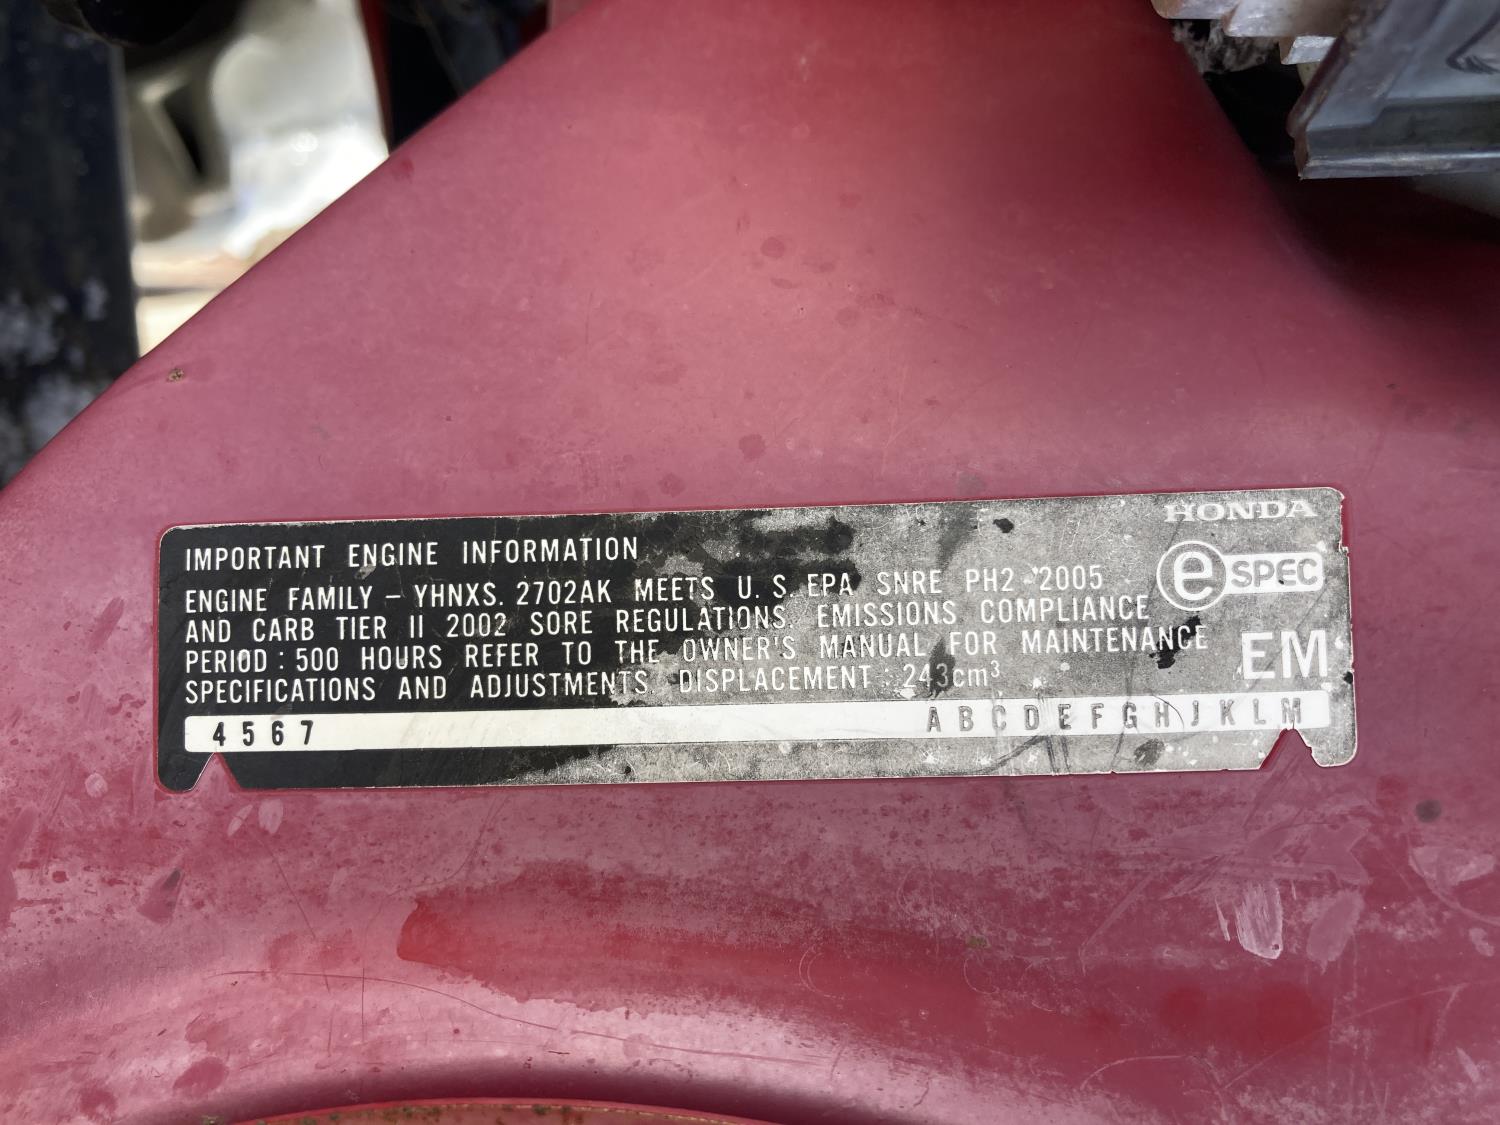 HONDA
IMPORTANT ENGINE INFORMATION
e SPEC
ENGINE FAMILY – YHNXS. 2702AK MEETS U. S. EPA SNRE PH2-2005
AND CARB TIER II 2002 SORE REGULATIONS. EMISSIONS COMPLIANCE
PERIOD : 500 HOURS REFER TO THE OWNER'S MANUAL FOR MAINTENANCE
SPECIFICATIONS AND ADJUSTMENTS. DISPLACEMENT : 243cm³
EM
4 5 6 7 A B C D E F G H J K L M